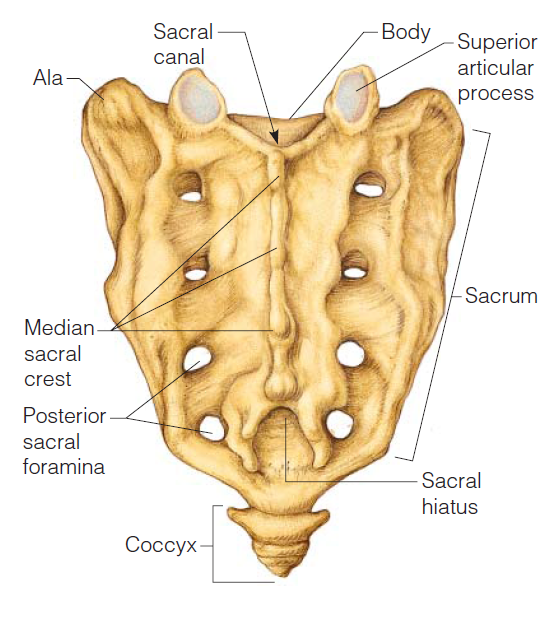 Sacral
canal
Body
Superior
articular
process
Ala
Sacrum
Median
sacral
crest
Posterior
sacral
foramina
Sacral
hiatus
Coccyx